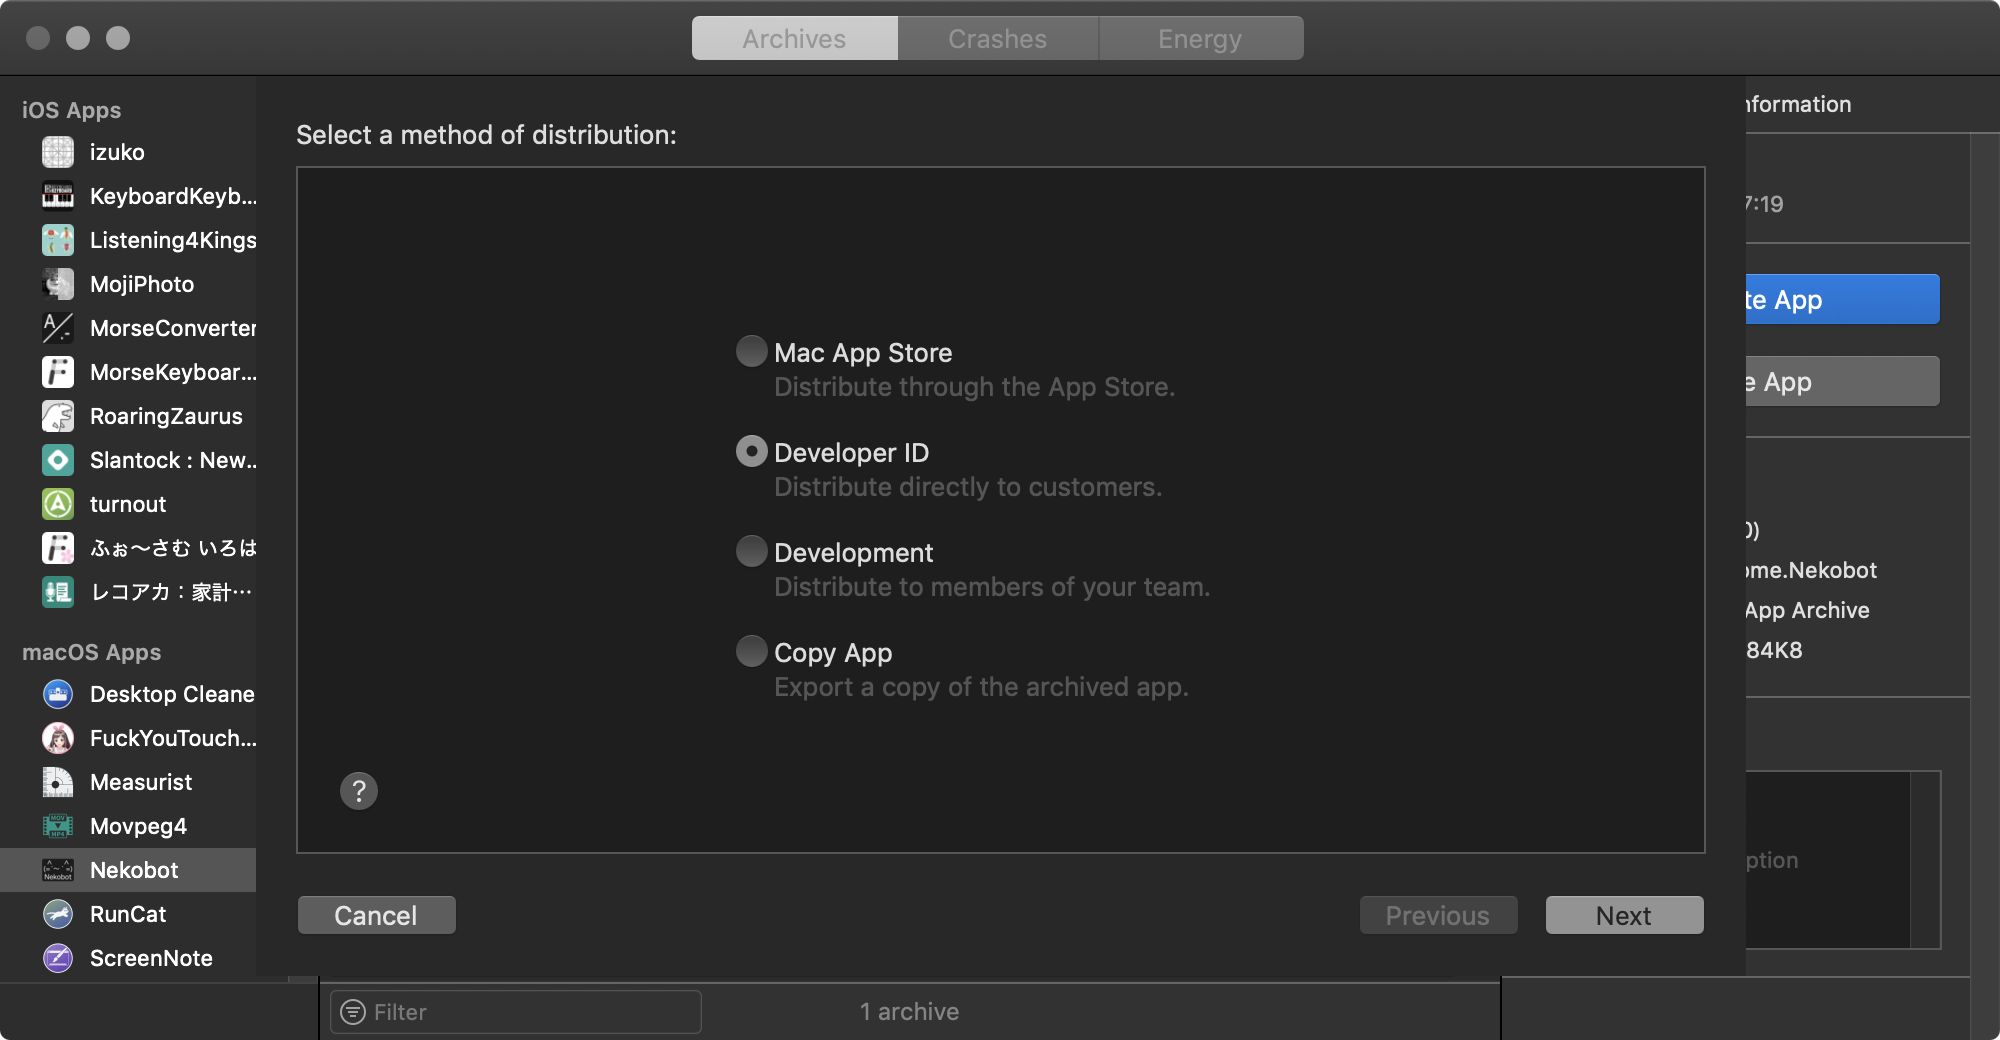 Archives
Crashes
Energy
iOS Apps
izuko
KeyboardKeyb...
Listening4Kings
MojiPhoto
MorseConverter
MorseKeyboar...
RoaringZaurus
Slantock : New..
turnout
ふぉ〜さむ いろは
レコアカ：家計…
macOS Apps
Desktop Cleane
FuckYouTouch...
Measurist
Movpeg4
Nekobot
RunCat
ScreenNote
Select a method of distribution:
Mac App Store
Distribute through the App Store.
Developer ID
Distribute directly to customers.
Development
Distribute to members of your team.
Copy App
Export a copy of the archived app.
?
Cancel
Previous
Next
nformation
7:19
te App
e App
0)
ome.Nekobot
App Archive
84K8
ption
Filter
1 archive